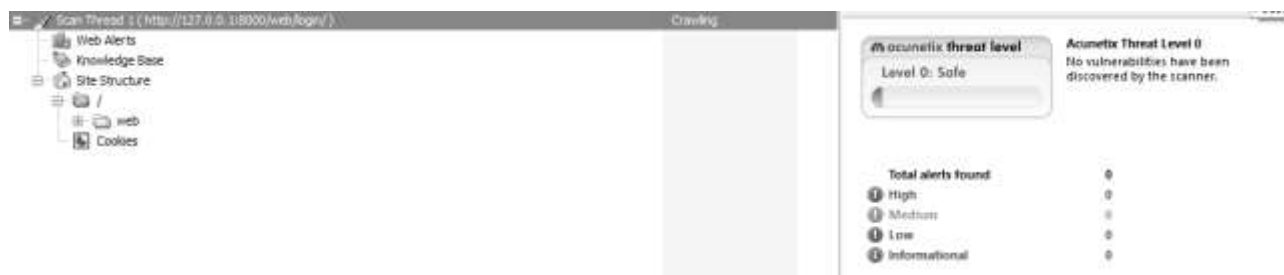 Scan Thread 1 ( http://127.0.0.1:8000/web/login/ ) Crawling
Web Alerts
Knowledge Base
Site Structure
/
web
Cookies
acunetix threat level
Level 0: Safe
Acunetix Threat Level 0
No vulnerabilities have been
discovered by the scanner.
Total alerts found 0
High 0
Medium 0
Low 0
Informational 0